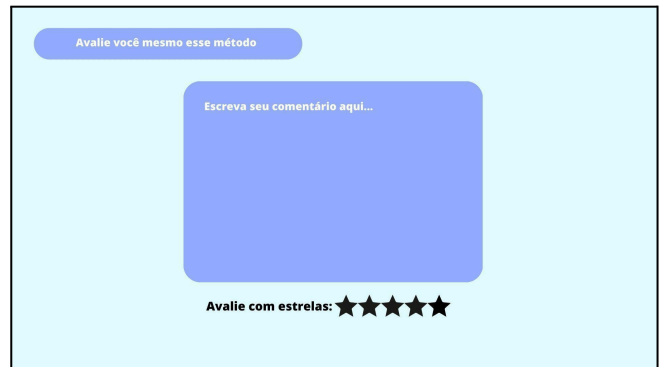 Avalie você mesmo esse método
Escreva seu comentário aqui...
Avalie com estrelas: